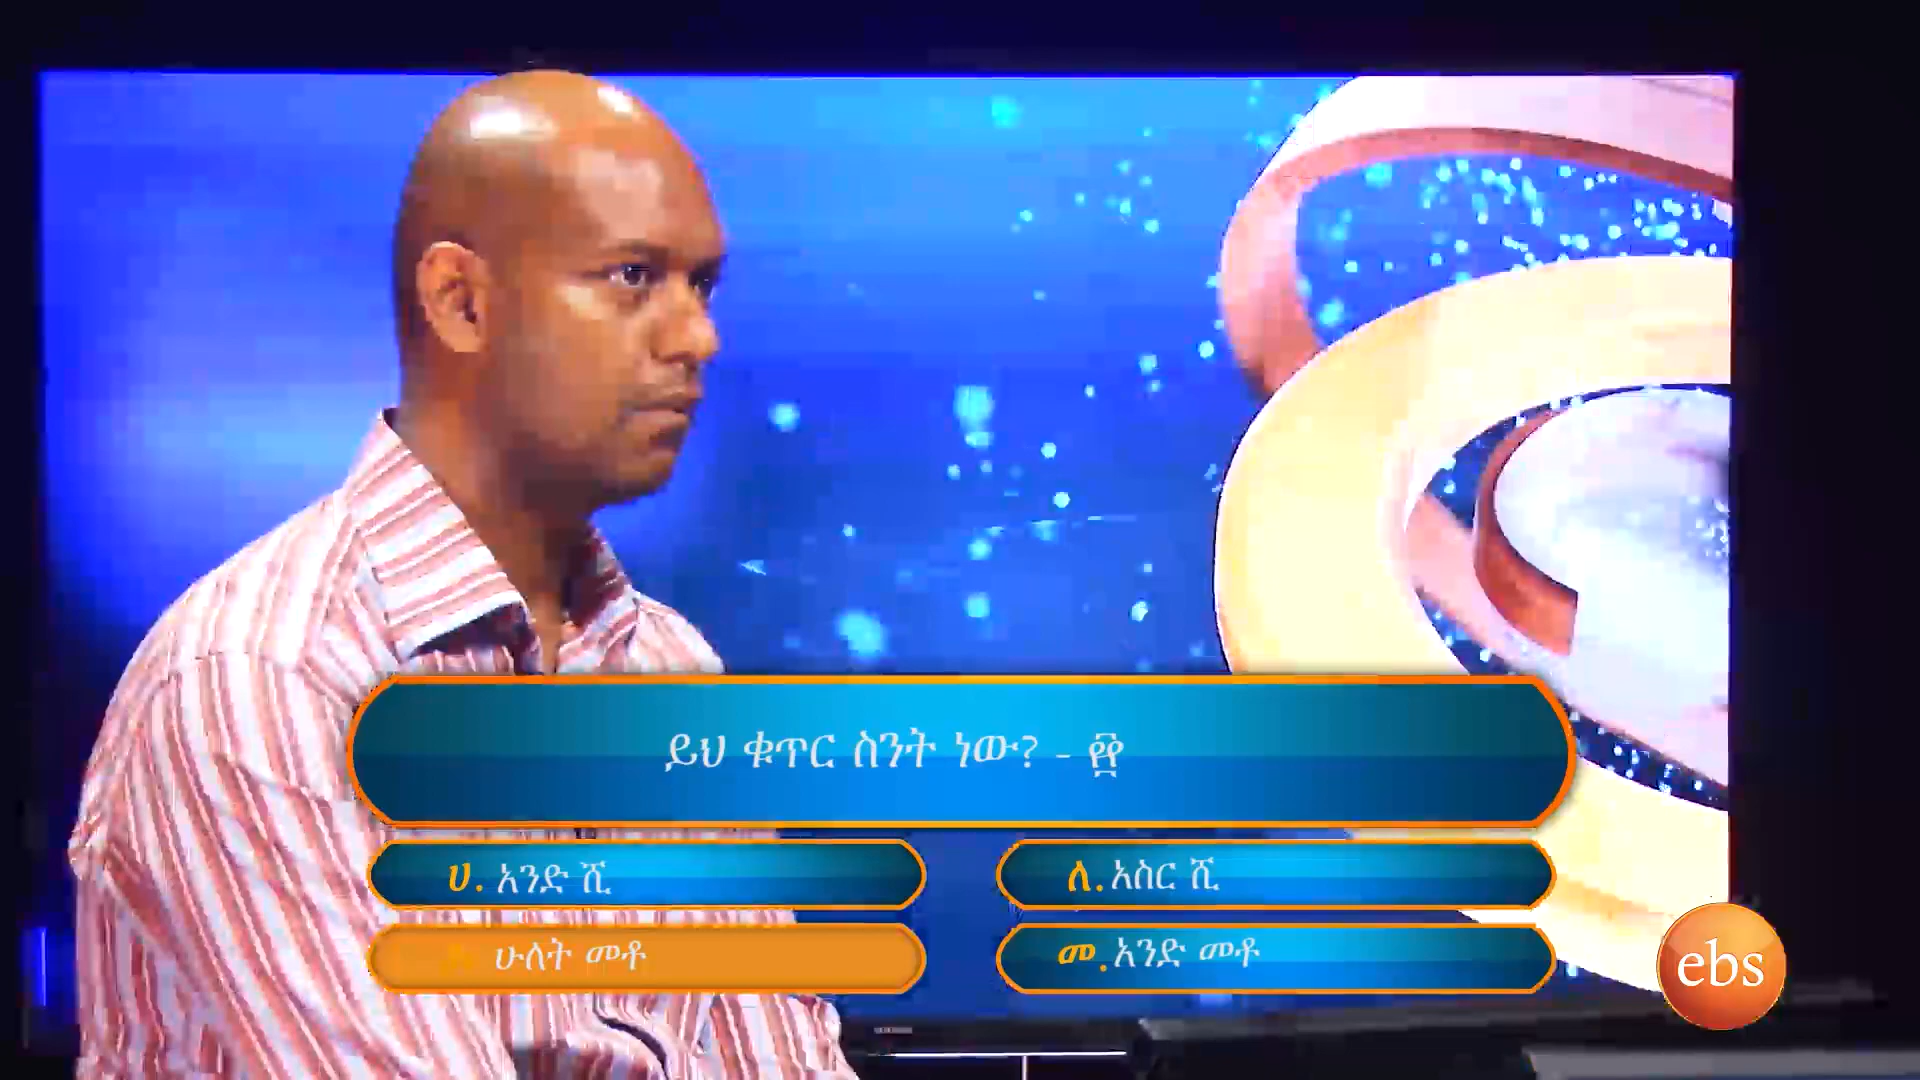 ይህ ቁጥር ስንት ነው? - ፼
ሀ. አንድ ሺ
ለ. አስር ሺ
ሁለት መቶ
መ. አንድ መቶ
ebs